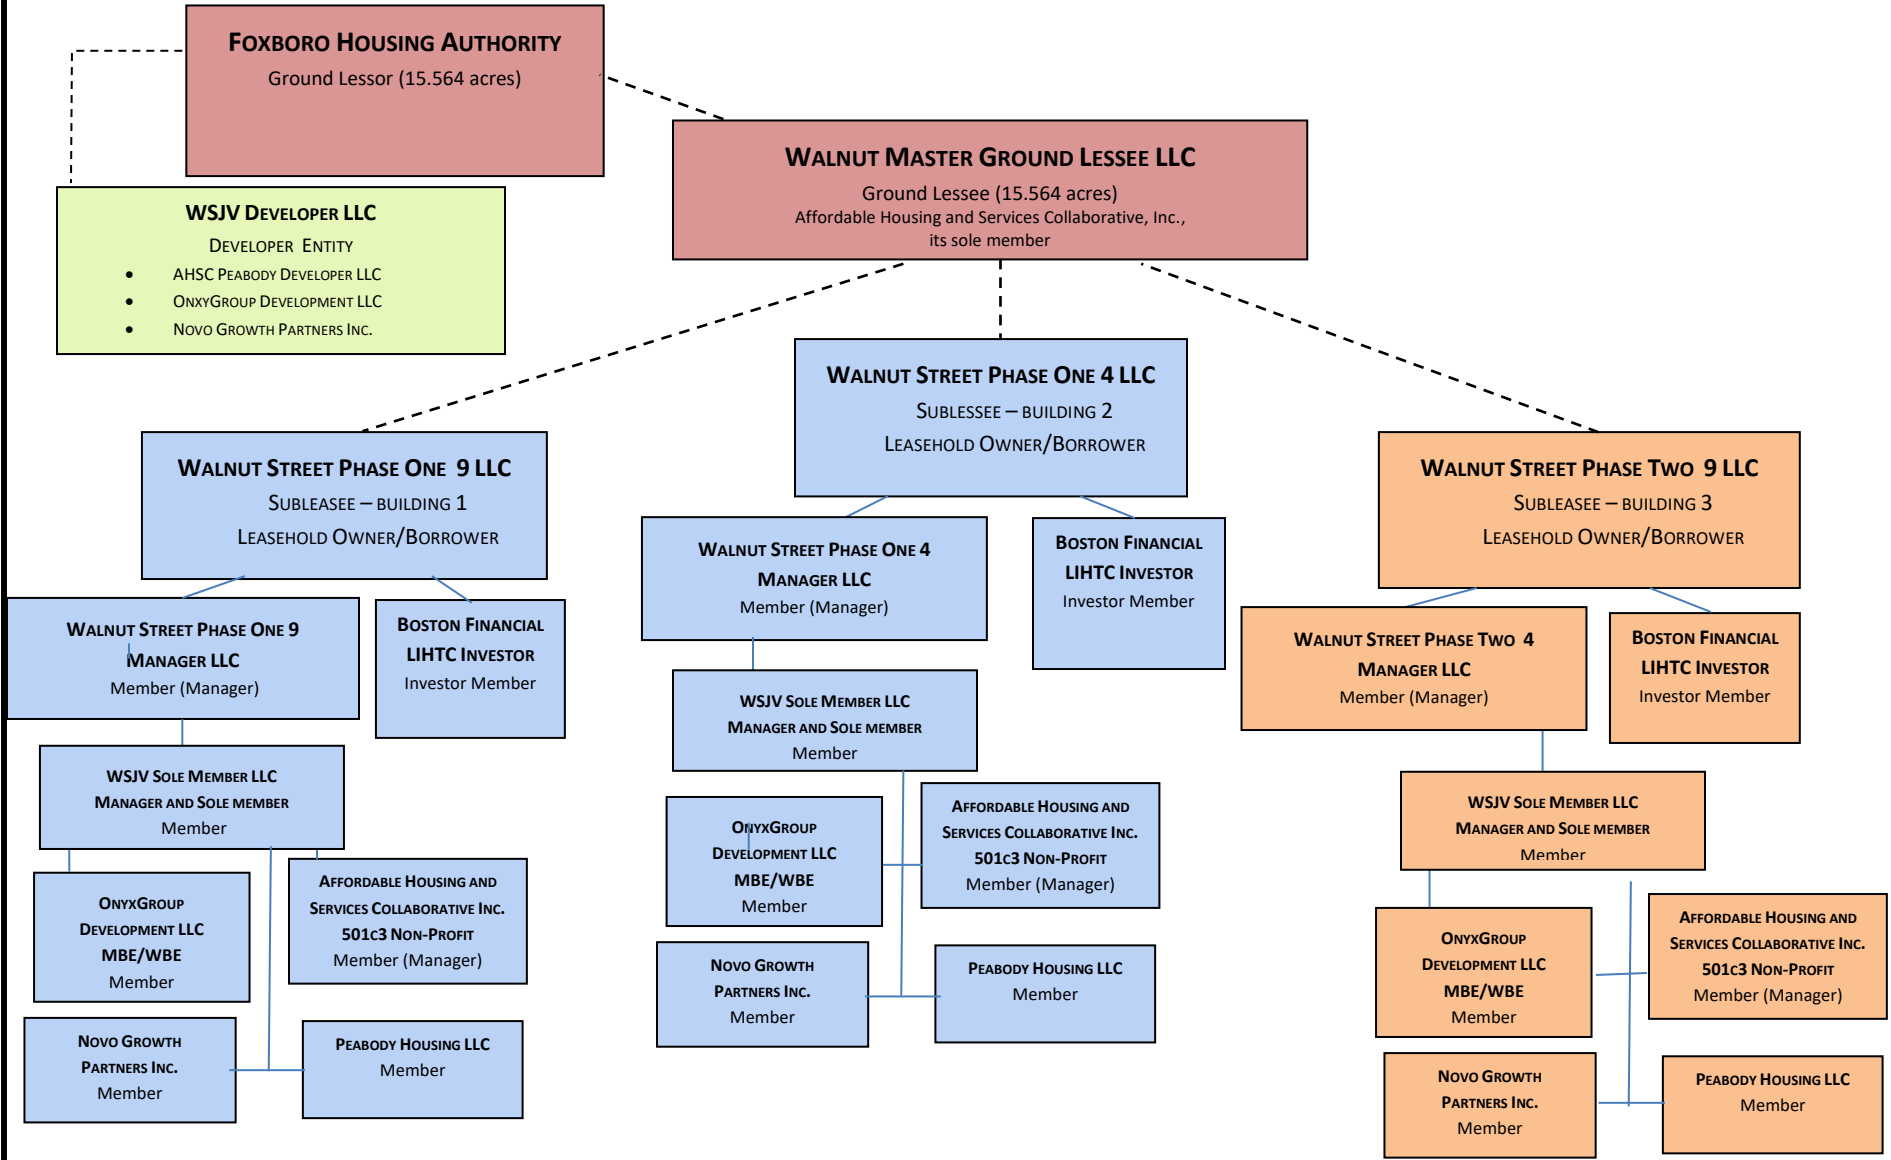 FOXBORO HOUSING AUTHORITY
Ground Lessor (15.564 acres)
WALNUT MASTER GROUND LESSEE LLC
Ground Lessee (15.564 acres)
Affordable Housing and Services Collaborative, Inc.,
its sole member
WSJV DEVELOPER LLC
DEVELOPER ENTITY
• AHSC PEABODY DEVELOPER LLC
• ONXYGROUP DEVELOPMENT LLC
• NOVO GROWTH PARTNERS INC.
WALNUT STREET PHASE ONE 9 LLC
SUBLEASEE – BUILDING 1
LEASEHOLD OWNER/BORROWER
WALNUT STREET PHASE ONE 9
MANAGER LLC
Member (Manager)
BOSTON FINANCIAL
LIHTC INVESTOR
Investor Member
WSJV SOLE MEMBER LLC
MANAGER AND SOLE MEMBER
Member
ONYXGROUP
DEVELOPMENT LLC
MBE/WBE
Member
AFFORDABLE HOUSING AND
SERVICES COLLABORATIVE INC.
501C3 NON-PROFIT
Member (Manager)
NOVO GROWTH
PARTNERS INC.
Member
PEABODY HOUSING LLC
Member
WALNUT STREET PHASE ONE 4 LLC
SUBLESSEE – BUILDING 2
LEASEHOLD OWNER/BORROWER
WALNUT STREET PHASE ONE 4
MANAGER LLC
Member (Manager)
BOSTON FINANCIAL
LIHTC INVESTOR
Investor Member
WSJV SOLE MEMBER LLC
MANAGER AND SOLE MEMBER
Member
ONYXGROUP
DEVELOPMENT LLC
MBE/WBE
Member
AFFORDABLE HOUSING AND
SERVICES COLLABORATIVE INC.
501C3 NON-PROFIT
Member (Manager)
NOVO GROWTH
PARTNERS INC.
Member
PEABODY HOUSING LLC
Member
WALNUT STREET PHASE TWO 9 LLC
SUBLEASEE – BUILDING 3
LEASEHOLD OWNER/BORROWER
WALNUT STREET PHASE TWO 4
MANAGER LLC
Member (Manager)
BOSTON FINANCIAL
LIHTC INVESTOR
Investor Member
WSJV SOLE MEMBER LLC
MANAGER AND SOLE MEMBER
Member
ONYXGROUP
DEVELOPMENT LLC
MBE/WBE
Member
AFFORDABLE HOUSING AND
SERVICES COLLABORATIVE INC.
501C3 NON-PROFIT
Member (Manager)
NOVO GROWTH
PARTNERS INC.
Member
PEABODY HOUSING LLC
Member